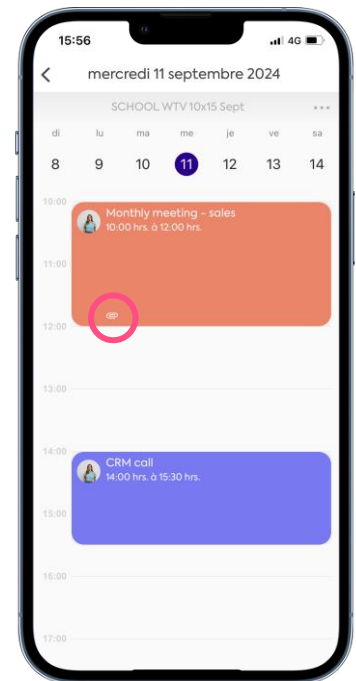 15:56
4G
mercredi 11 septembre 2024
SCHOOL WTV 10x15 Sept
di lu ma me je ve sa
8 9 10 11 12 13 14
10:00
Monthly meeting - sales
10:00 hrs. à 12:00 hrs.
11:00
12:00
13:00
14:00
CRM call
14:00 hrs. à 15:30 hrs.
15:00
16:00
17:00